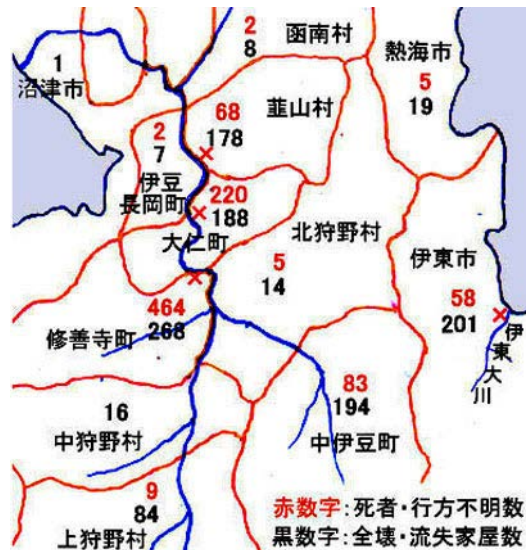 2
8
函南村
熱海市
5
19
1
沼津市
68
178
韮山村
2
7
伊豆
長岡町
220
188
大仁町
北狩野村
5
14
伊東市
58
201
伊東大川
464
268
修善寺町
83
194
中伊豆町
16
中狩野村
9
84
上狩野村
赤数字:死者・行方不明数
黒数字:全壊・流失家屋数